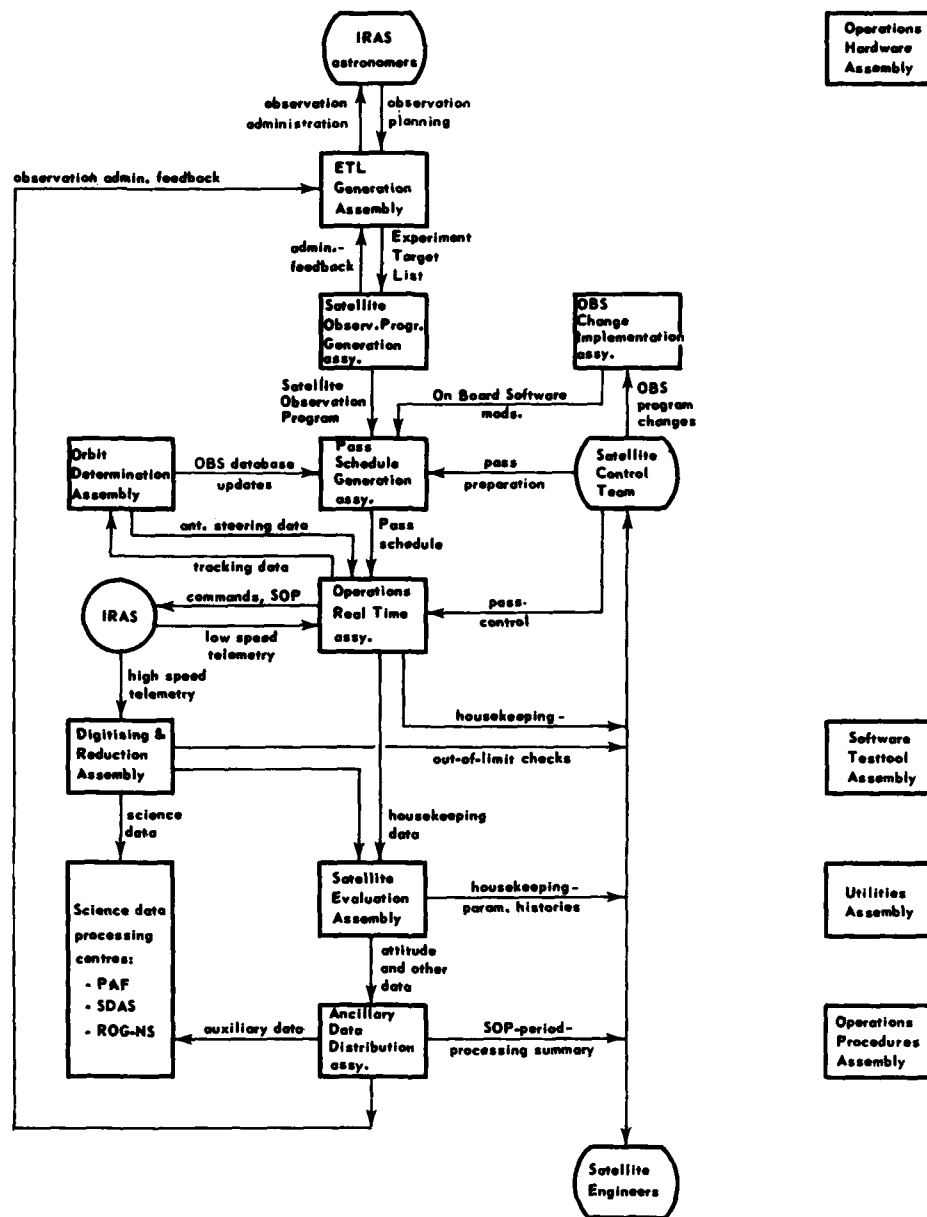 IRAS
astronomers
Operations
Hardware
Assembly
observation
administration
observation
planning
observation admin. feedback
ETL
Generation
Assembly
admin.-
feedback
Experiment
Target
List
Satellite
Observ.Progr.
Generation
assy.
OBS
Change
Implementation
assy.
Satellite
Observation
Program
On Board Software
mods.
OBS
program
changes
Orbit
Determination
Assembly
OBS database
updates
Pass
Schedule
Generation
assy.
pass
preparation
Satellite
Control
Team
ant. steering data
Pass
schedule
tracking data
IRAS
commands, SOP
low speed
telemetry
Operations
Real Time
assy.
pass-
control
high speed
telemetry
Digitising &
Reduction
Assembly
housekeeping -
out-of-limit checks
Software
Testtool
Assembly
science
data
housekeeping
data
Science data
processing
centres:
- PAF
- SDAS
- ROG-NS
Satellite
Evaluation
Assembly
housekeeping-
param. histories
Utilities
Assembly
attitude
and other
data
auxiliary data
Ancillary
Data
Distribution
assy.
SOP-period-
processing summary
Operations
Procedures
Assembly
Satellite
Engineers